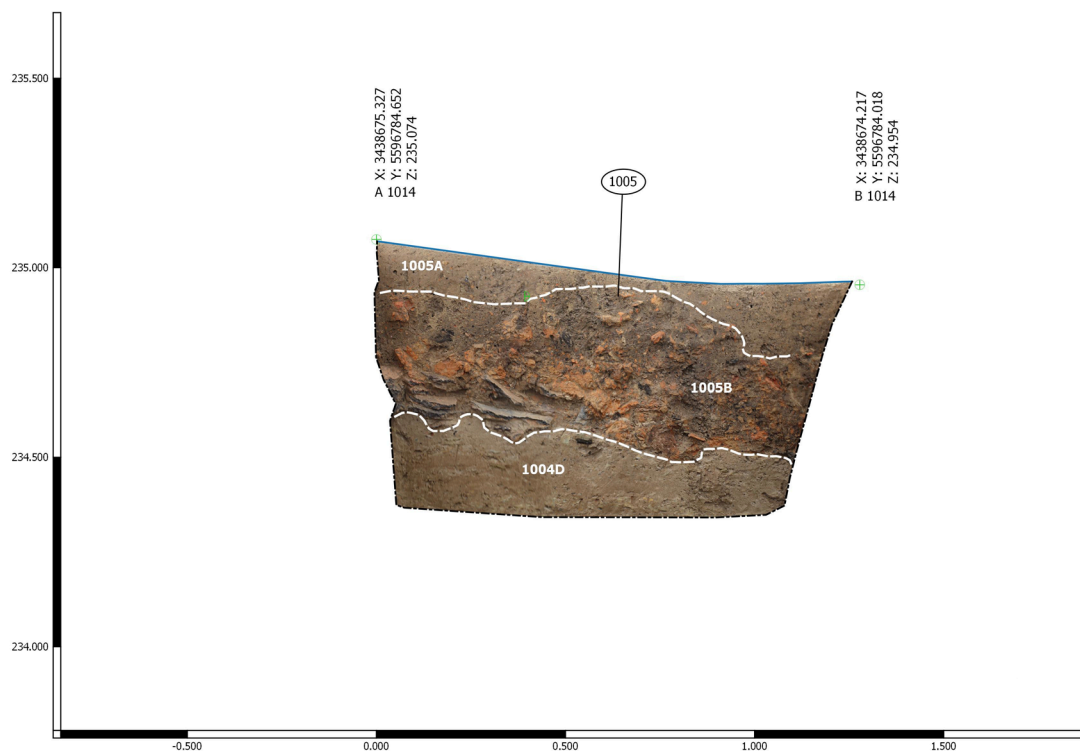 235.500
235.000
234.500
234.000
-0.500
0.000
0.500
1.000
1.500
X: 3438675.327
Y: 5596784.652
Z: 235.074
A 1014
X: 3438674.217
Y: 5596784.018
Z: 234.954
B 1014
1005
1005A
1005B
1004D